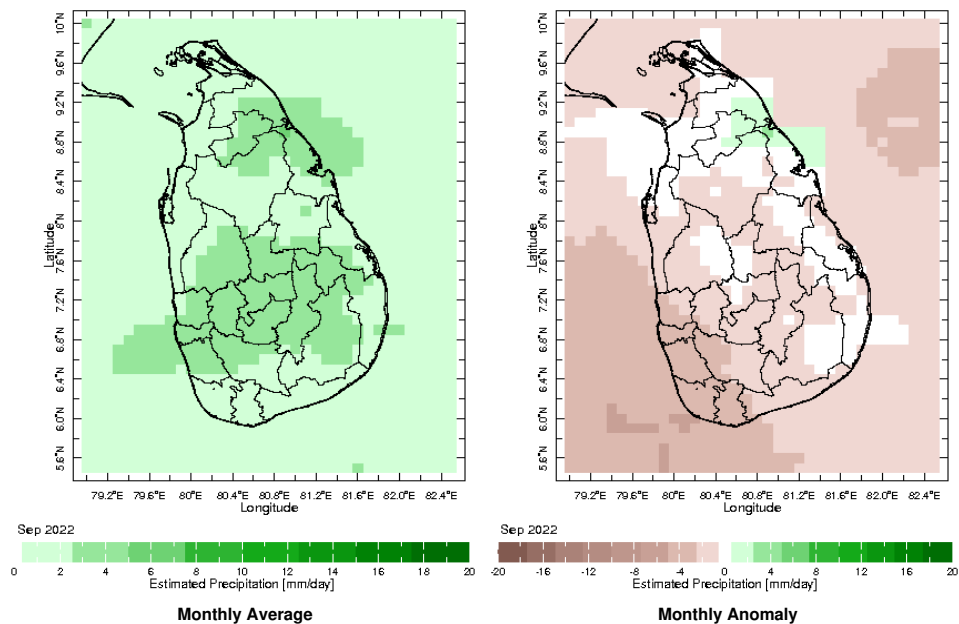 10°N
9.6°N
9.2°N
8.8°N
8.4°N
8°N
7.6°N
7.2°N
6.8°N
6.4°N
6.0°N
5.6°N
Latitude
79.2°E 79.6°E 80°E 80.4°E 80.8°E 81.2°E 81.6°E 82.0°E 82.4°E
Longitude
Sep 2022
0 2 4 6 8 10 12 14 16 18 20
Estimated Precipitation [mm/day]
Monthly Average
10°N
9.6°N
9.2°N
8.8°N
8.4°N
8°N
7.6°N
7.2°N
6.8°N
6.4°N
6.0°N
5.6°N
Latitude
79.2°E 79.6°E 80°E 80.4°E 80.8°E 81.2°E 81.6°E 82.0°E 82.4°E
Longitude
Sep 2022
-20 -16 -12 -8 -4 0 4 8 12 16 20
Estimated Precipitation [mm/day]
Monthly Anomaly